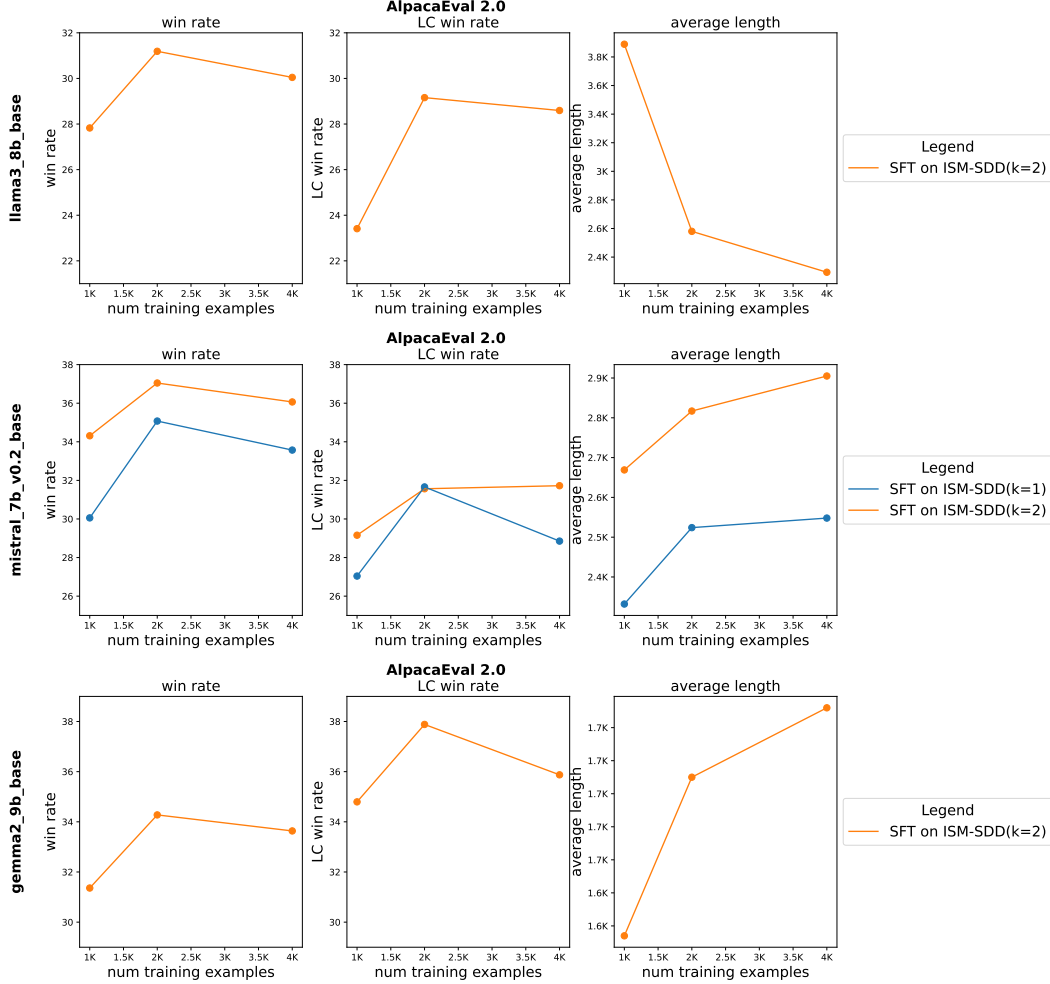 AlpacaEval 2.0
win rate
LC win rate
average length
llama3_8b_base
win rate
32
30
28
26
24
22
1K 1.5K 2K 2.5K 3K 3.5K 4K
num training examples
LC win rate
32
30
28
26
24
22
1K 1.5K 2K 2.5K 3K 3.5K 4K
num training examples
average length
3.8K
3.6K
3.4K
3.2K
3K
2.8K
2.6K
2.4K
1K 1.5K 2K 2.5K 3K 3.5K 4K
num training examples
Legend
SFT on ISM-SDD(k=2)
AlpacaEval 2.0
win rate
LC win rate
average length
mistral_7b_v0.2_base
win rate
38
36
34
32
30
28
26
1K 1.5K 2K 2.5K 3K 3.5K 4K
num training examples
LC win rate
38
36
34
32
30
28
26
1K 1.5K 2K 2.5K 3K 3.5K 4K
num training examples
average length
2.9K
2.8K
2.7K
2.6K
2.5K
2.4K
1K 1.5K 2K 2.5K 3K 3.5K 4K
num training examples
Legend
SFT on ISM-SDD(k=1)
SFT on ISM-SDD(k=2)
AlpacaEval 2.0
win rate
LC win rate
average length
gemma2_9b_base
win rate
38
36
34
32
30
1K 1.5K 2K 2.5K 3K 3.5K 4K
num training examples
LC win rate
38
36
34
32
30
1K 1.5K 2K 2.5K 3K 3.5K 4K
num training examples
average length
1.7K
1.7K
1.7K
1.7K
1.7K
1.6K
1.6K
1K 1.5K 2K 2.5K 3K 3.5K 4K
num training examples
Legend
SFT on ISM-SDD(k=2)